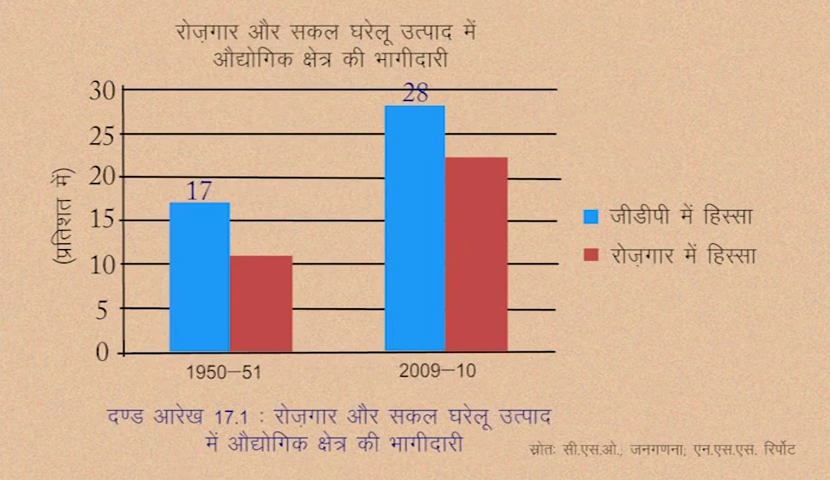 रोज़गार और सकल घरेलू उत्पाद में
औद्योगिक क्षेत्र की भागीदारी
(प्रतिशत में)
30
25
20
15
10
5
0
17
28
1950–51
2009–10
जीडीपी में हिस्सा
रोज़गार में हिस्सा
दण्ड आरेख 17.1 : रोज़गार और सकल घरेलू उत्पाद
में औद्योगिक क्षेत्र की भागीदारी
स्रोतः सी.एस.ओ., जनगणना, एन.एस.एस. रिर्पोट